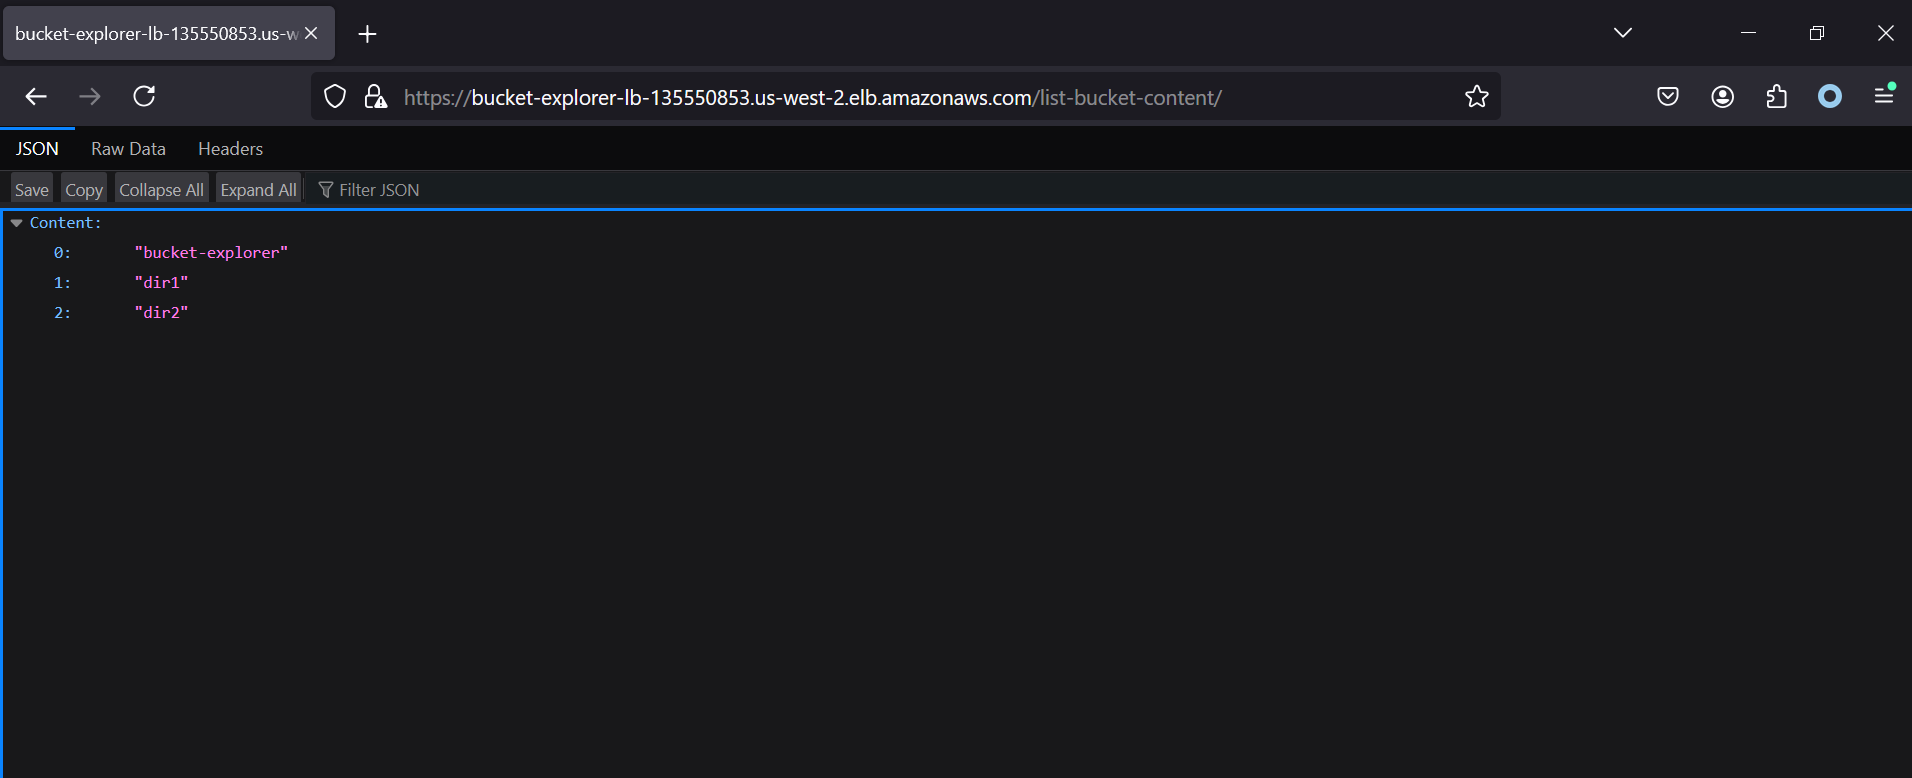 bucket-explorer-lb-135550853.us-w
https://bucket-explorer-lb-135550853.us-west-2.elb.amazonaws.com/list-bucket-content/
JSON Raw Data Headers
Save Copy Collapse All Expand All Filter JSON
Content:
0: "bucket-explorer"
1: "dir1"
2: "dir2"